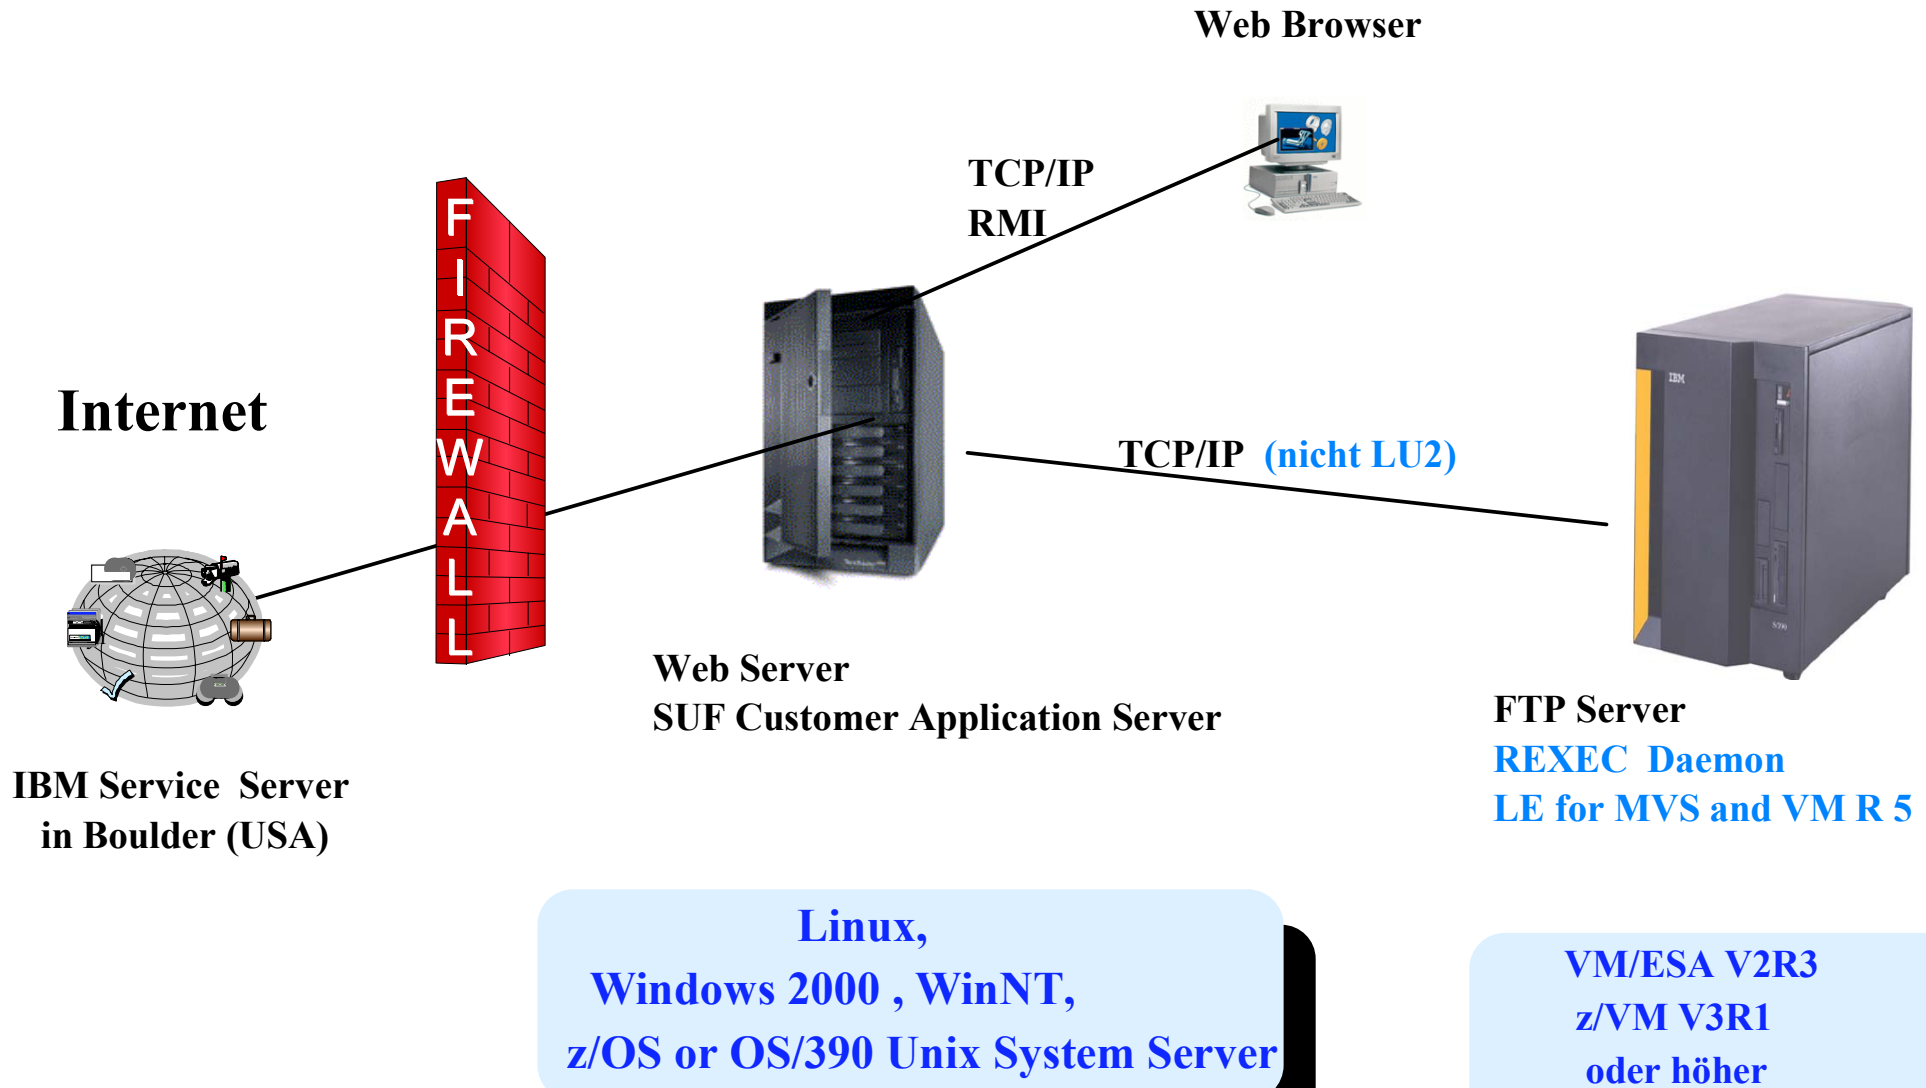 Web Browser
TCP/IP
RMI
FIREWALL
Internet
IBM
TCP/IP (nicht LU2)
Web Server
SUF Customer Application Server
FTP Server
REXEC Daemon
LE for MVS and VM R 5
IBM Service Server
in Boulder (USA)
Linux,
Windows 2000 , WinNT,
z/OS or OS/390 Unix System Server
VM/ESA V2R3
z/VM V3R1
oder höher